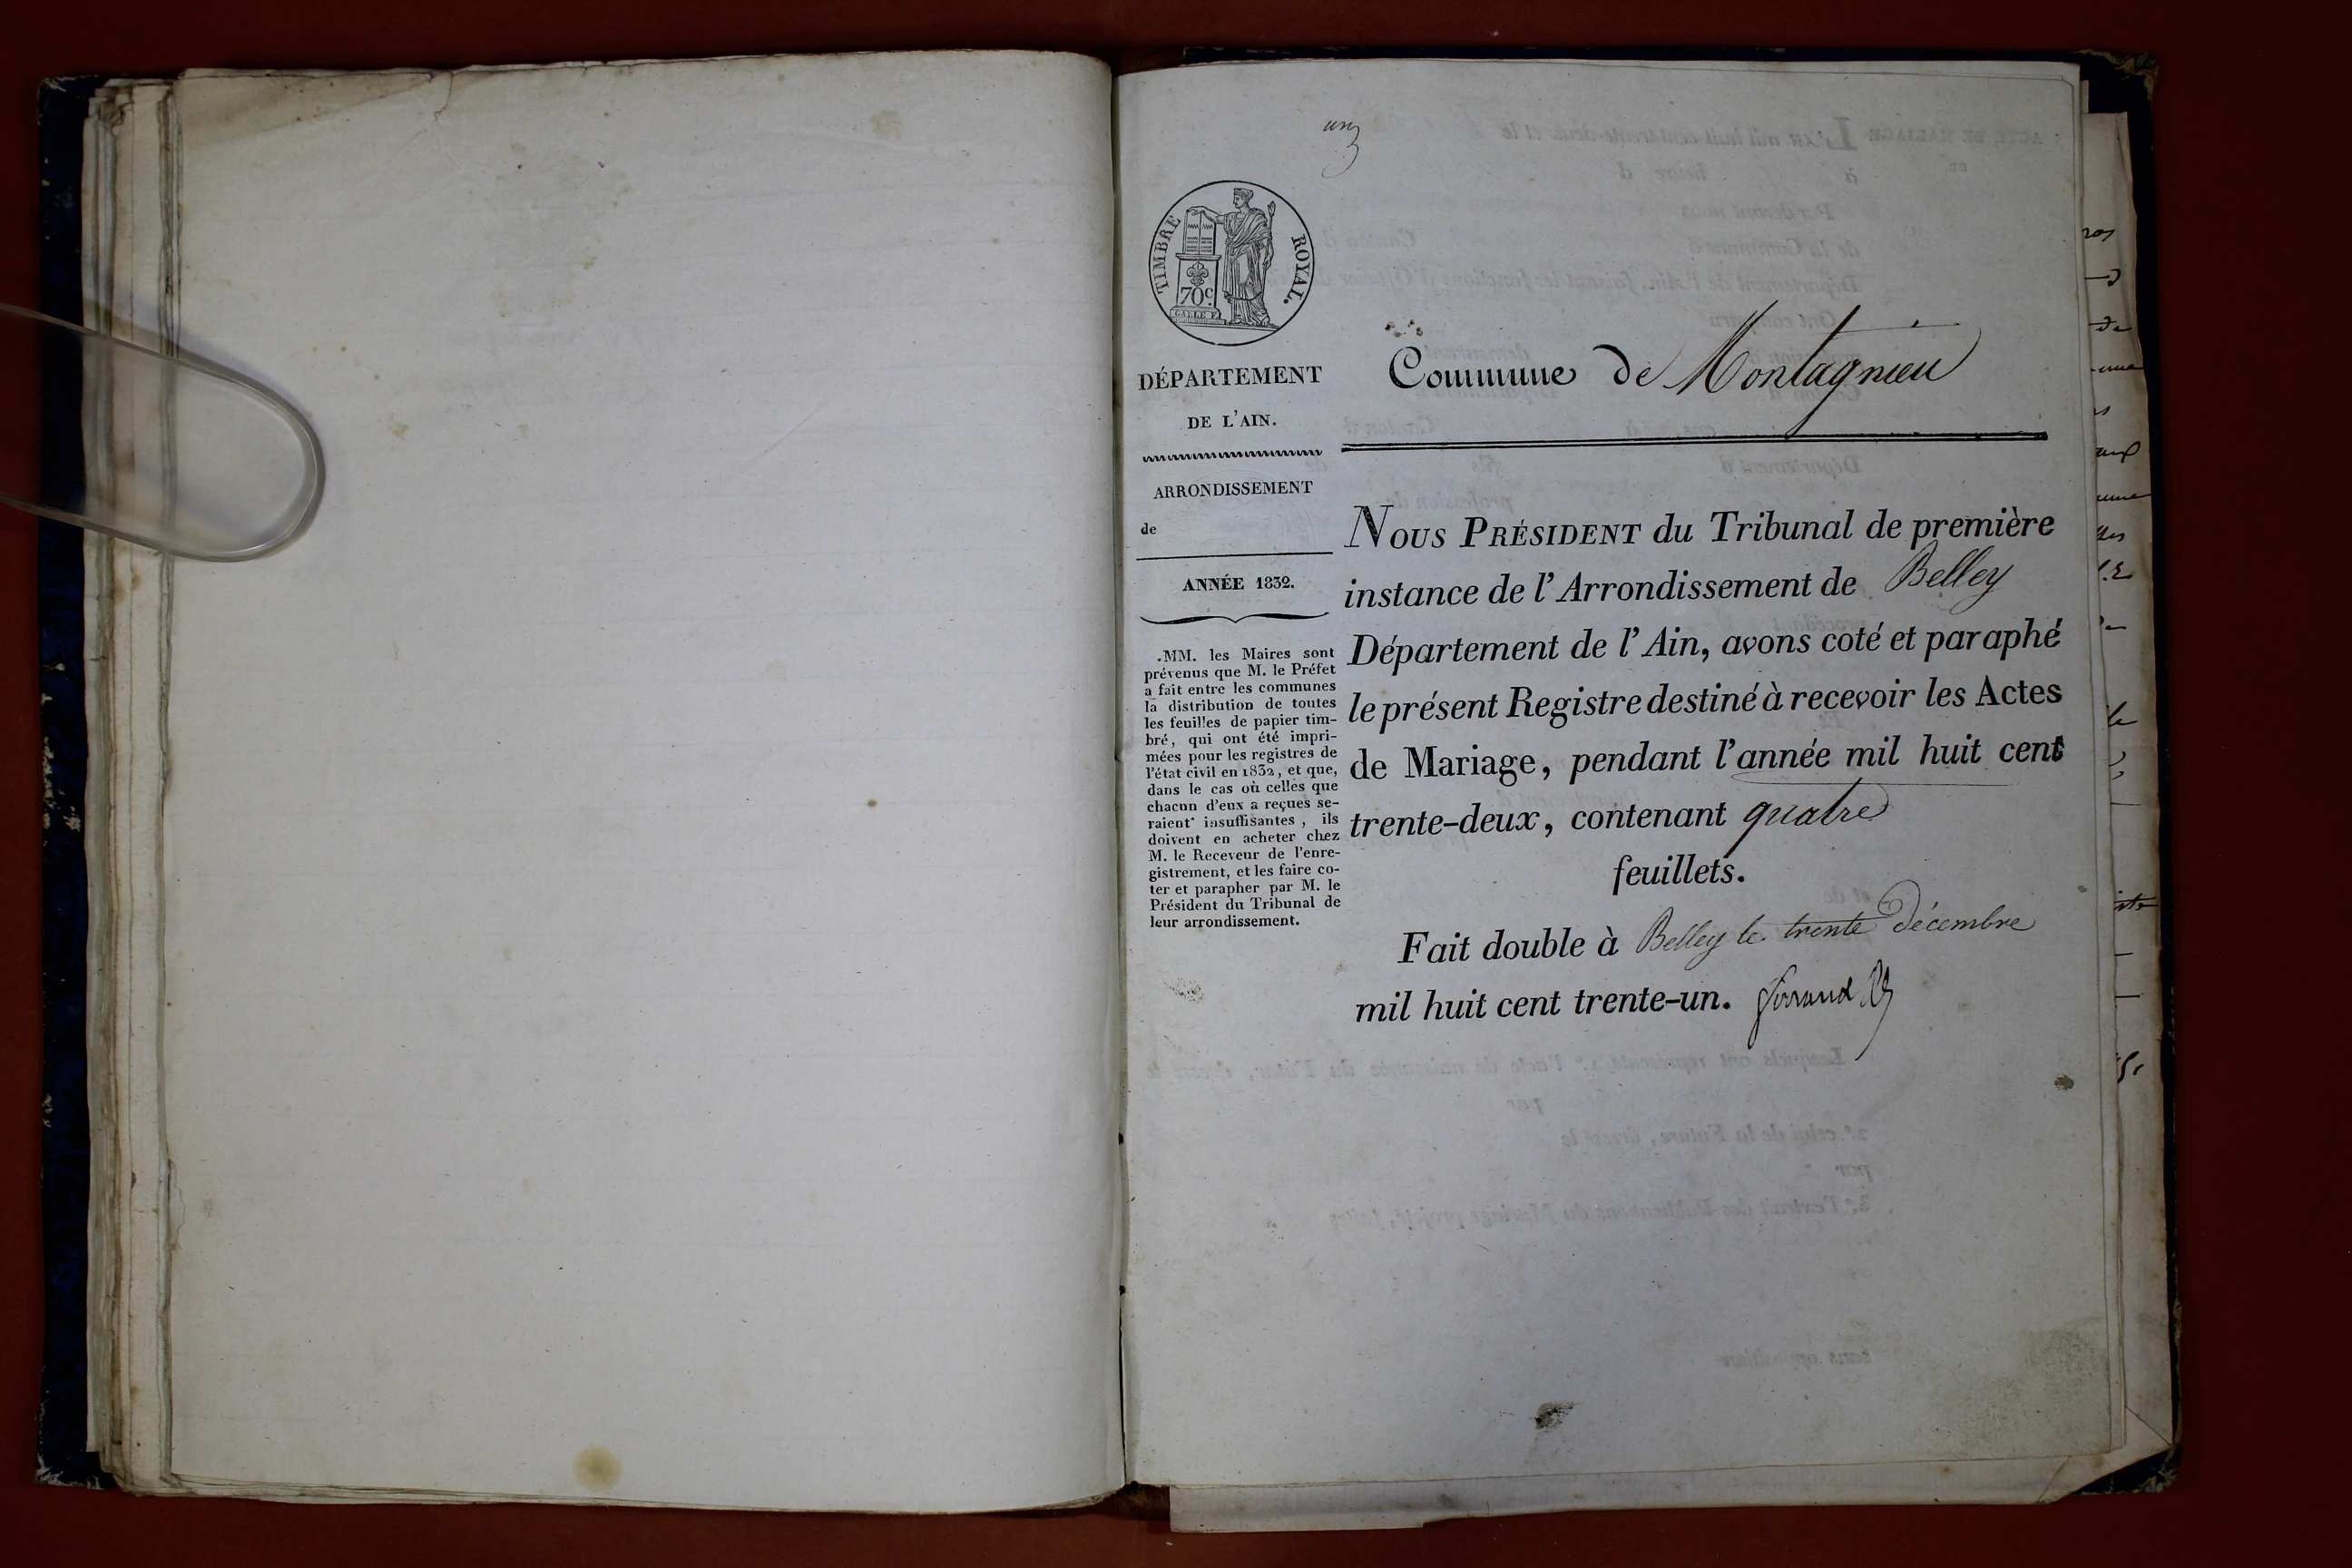 un
TIMBRE ROYAL.
70c.
GALLE F.
DÉPARTEMENT
DE L'AIN.
ARRONDISSEMENT
de
ANNÉE 1832.
MM. les Maires sont
prévenus que M. le Préfet
a fait entre les communes
la distribution de toutes
les feuilles de papier tim-
bré, qui ont été impri-
mées pour les registres de
l'état civil en 1832, et que,
dans le cas où celles que
chacun d'eux a reçues se-
raient insuffisantes, ils
doivent en acheter chez
M. le Receveur de l'enre-
gistrement, et les faire co-
ter et parapher par M. le
Président du Tribunal de
leur arrondissement.
Commune de Montagnieu
NOUS PRÉSIDENT du Tribunal de première
instance de l'Arrondissement de Belley
Département de l'Ain, avons coté et paraphé
le présent Registre destiné à recevoir les Actes
de Mariage, pendant l'année mil huit cent
trente-deux, contenant quatre
feuillets.
Fait double à Belley le trente décembre
mil huit cent trente-un.